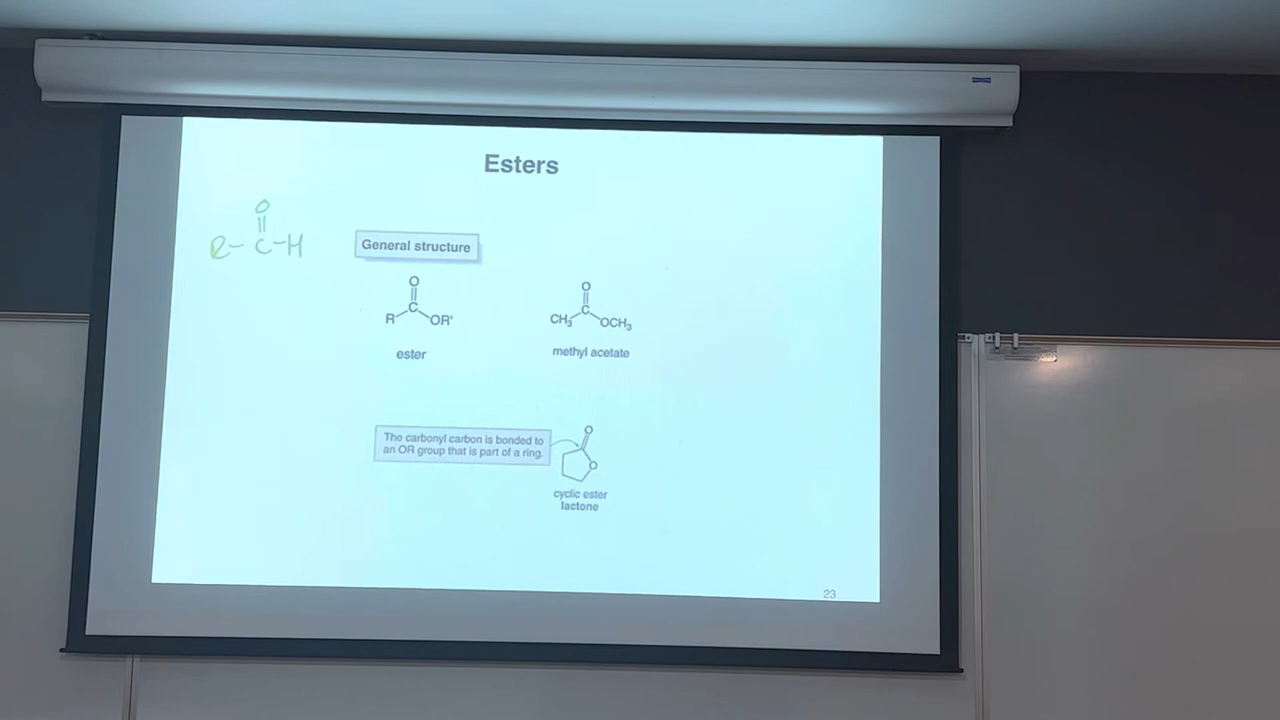 Esters
O
R-C-H
General structure
O
C
R OR'
ester
O
C
CH₃ OCH₃
methyl acetate
The carbonyl carbon is bonded to
an OR group that is part of a ring.
O
O
cyclic ester
lactone
23